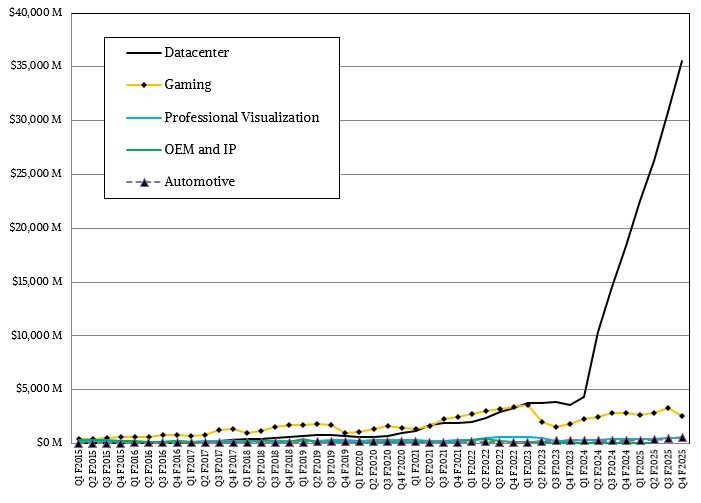 $40,000 M
$35,000 M
$30,000 M
$25,000 M
$20,000 M
$15,000 M
$10,000 M
$5,000 M
$0 M
Datacenter
Gaming
Professional Visualization
OEM and IP
Automotive
Q1 F2015
Q2 F2015
Q3 F2015
Q4 F2015
Q1 F2016
Q2 F2016
Q3 F2016
Q4 F2016
Q1 F2017
Q2 F2017
Q3 F2017
Q4 F2017
Q1 F2018
Q2 F2018
Q3 F2018
Q4 F2018
Q1 F2019
Q2 F2019
Q3 F2019
Q4 F2019
Q1 F2020
Q2 F2020
Q3 F2020
Q4 F2020
Q1 F2021
Q2 F2021
Q3 F2021
Q4 F2021
Q1 F2022
Q2 F2022
Q3 F2022
Q4 F2022
Q1 F2023
Q2 F2023
Q3 F2023
Q4 F2023
Q1 F2024
Q2 F2024
Q3 F2024
Q4 F2024
Q1 F2025
Q2 F2025
Q3 F2025
Q4 F2025